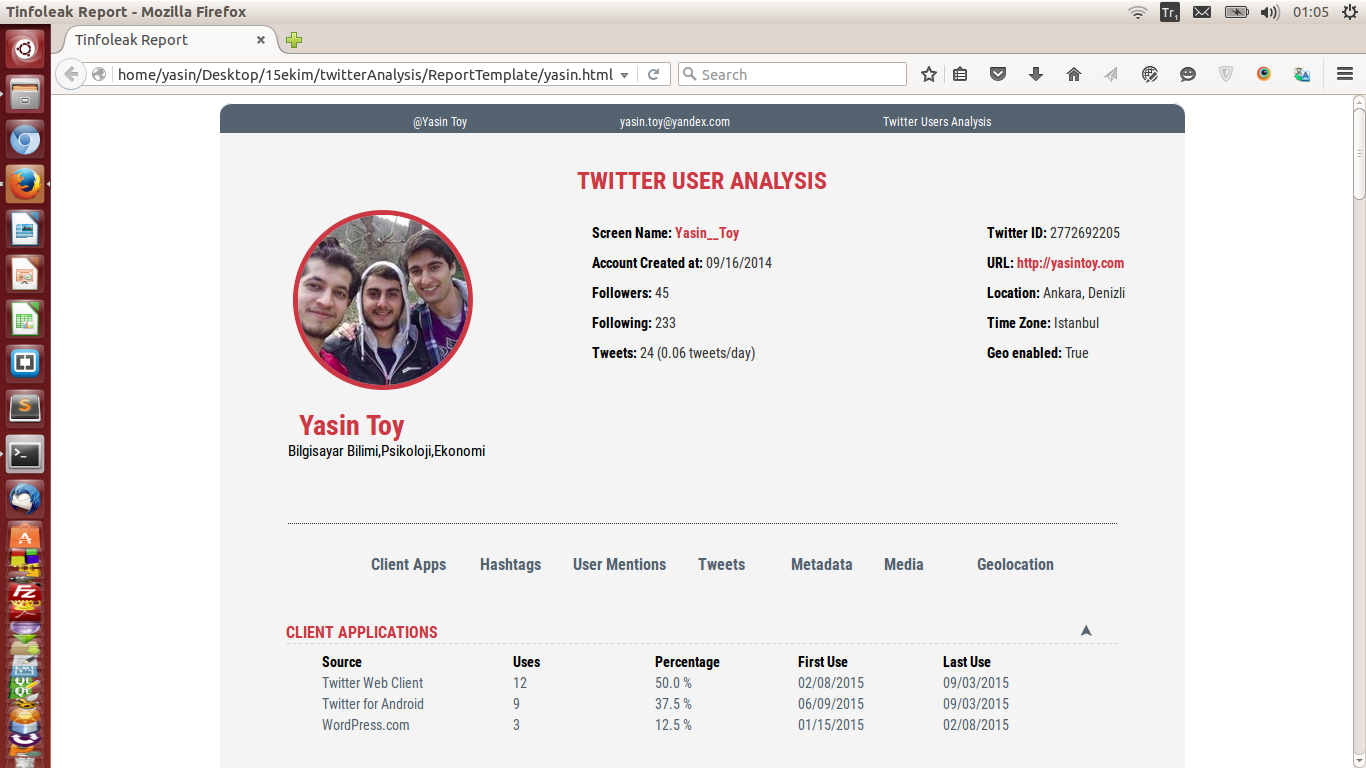 Tinfoleak Report - Mozilla Firefox
Tr1
01:05
Tinfoleak Report
home/yasin/Desktop/15ekim/twitterAnalysis/ReportTemplate/yasin.html
Search
@Yasin Toy yasin.toy@yandex.com Twitter Users Analysis
TWITTER USER ANALYSIS
Screen Name: Yasin__Toy Twitter ID: 2772692205
Account Created at: 09/16/2014 URL: http://yasintoy.com
Followers: 45 Location: Ankara, Denizli
Following: 233 Time Zone: Istanbul
Tweets: 24 (0.06 tweets/day) Geo enabled: True
Yasin Toy
Bilgisayar Bilimi,Psikoloji,Ekonomi
Client Apps Hashtags User Mentions Tweets Metadata Media Geolocation
CLIENT APPLICATIONS
Source Uses Percentage First Use Last Use
Twitter Web Client 12 50.0 % 02/08/2015 09/03/2015
Twitter for Android 9 37.5 % 06/09/2015 09/03/2015
WordPress.com 3 12.5 % 01/15/2015 02/08/2015